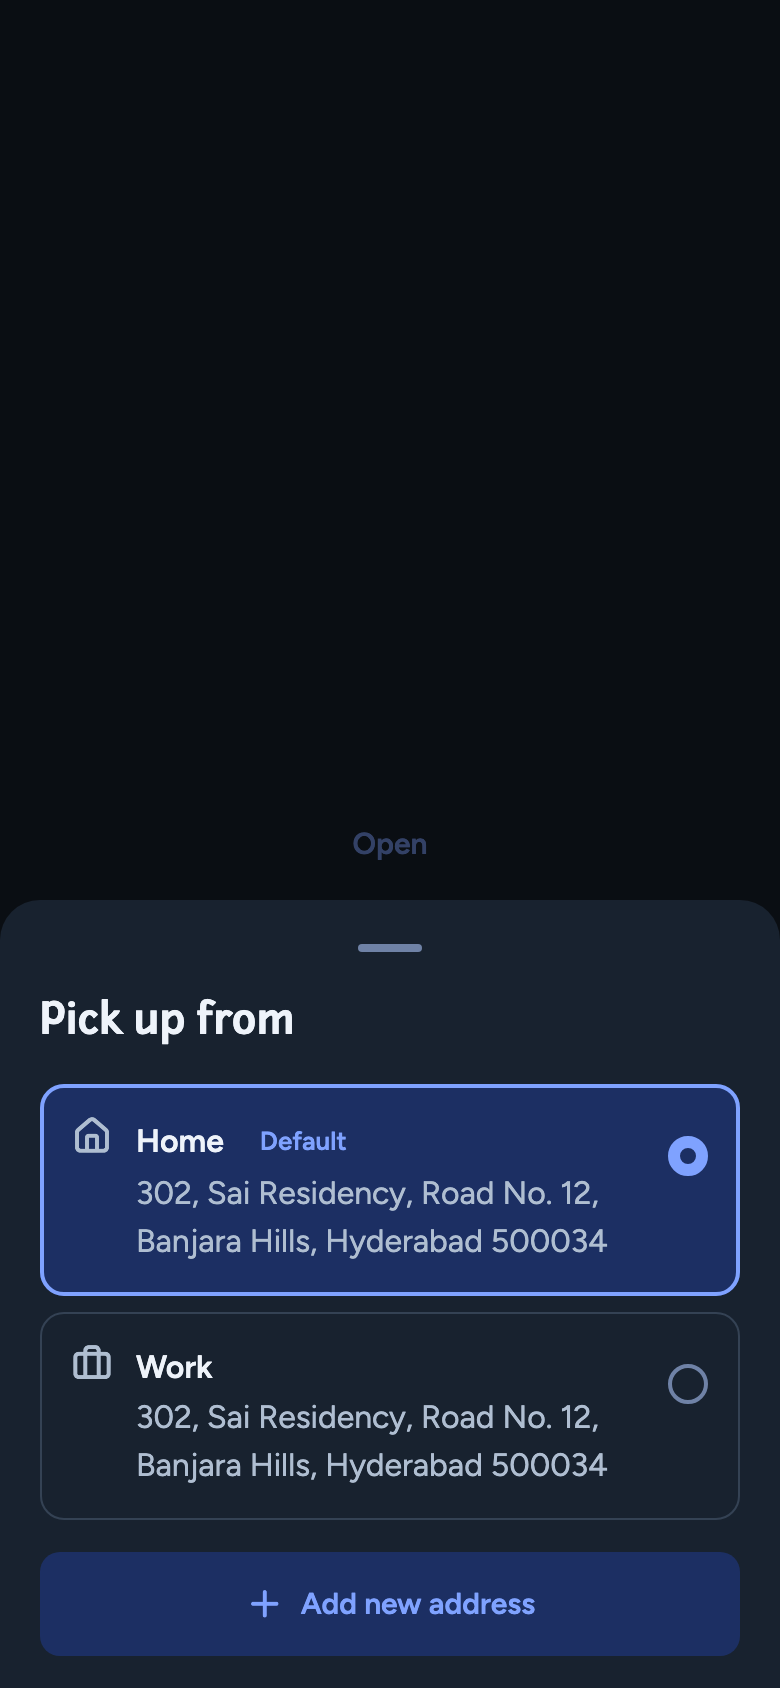 Open
Pick up from
Home Default
302, Sai Residency, Road No. 12,
Banjara Hills, Hyderabad 500034
Work
302, Sai Residency, Road No. 12,
Banjara Hills, Hyderabad 500034
Add new address